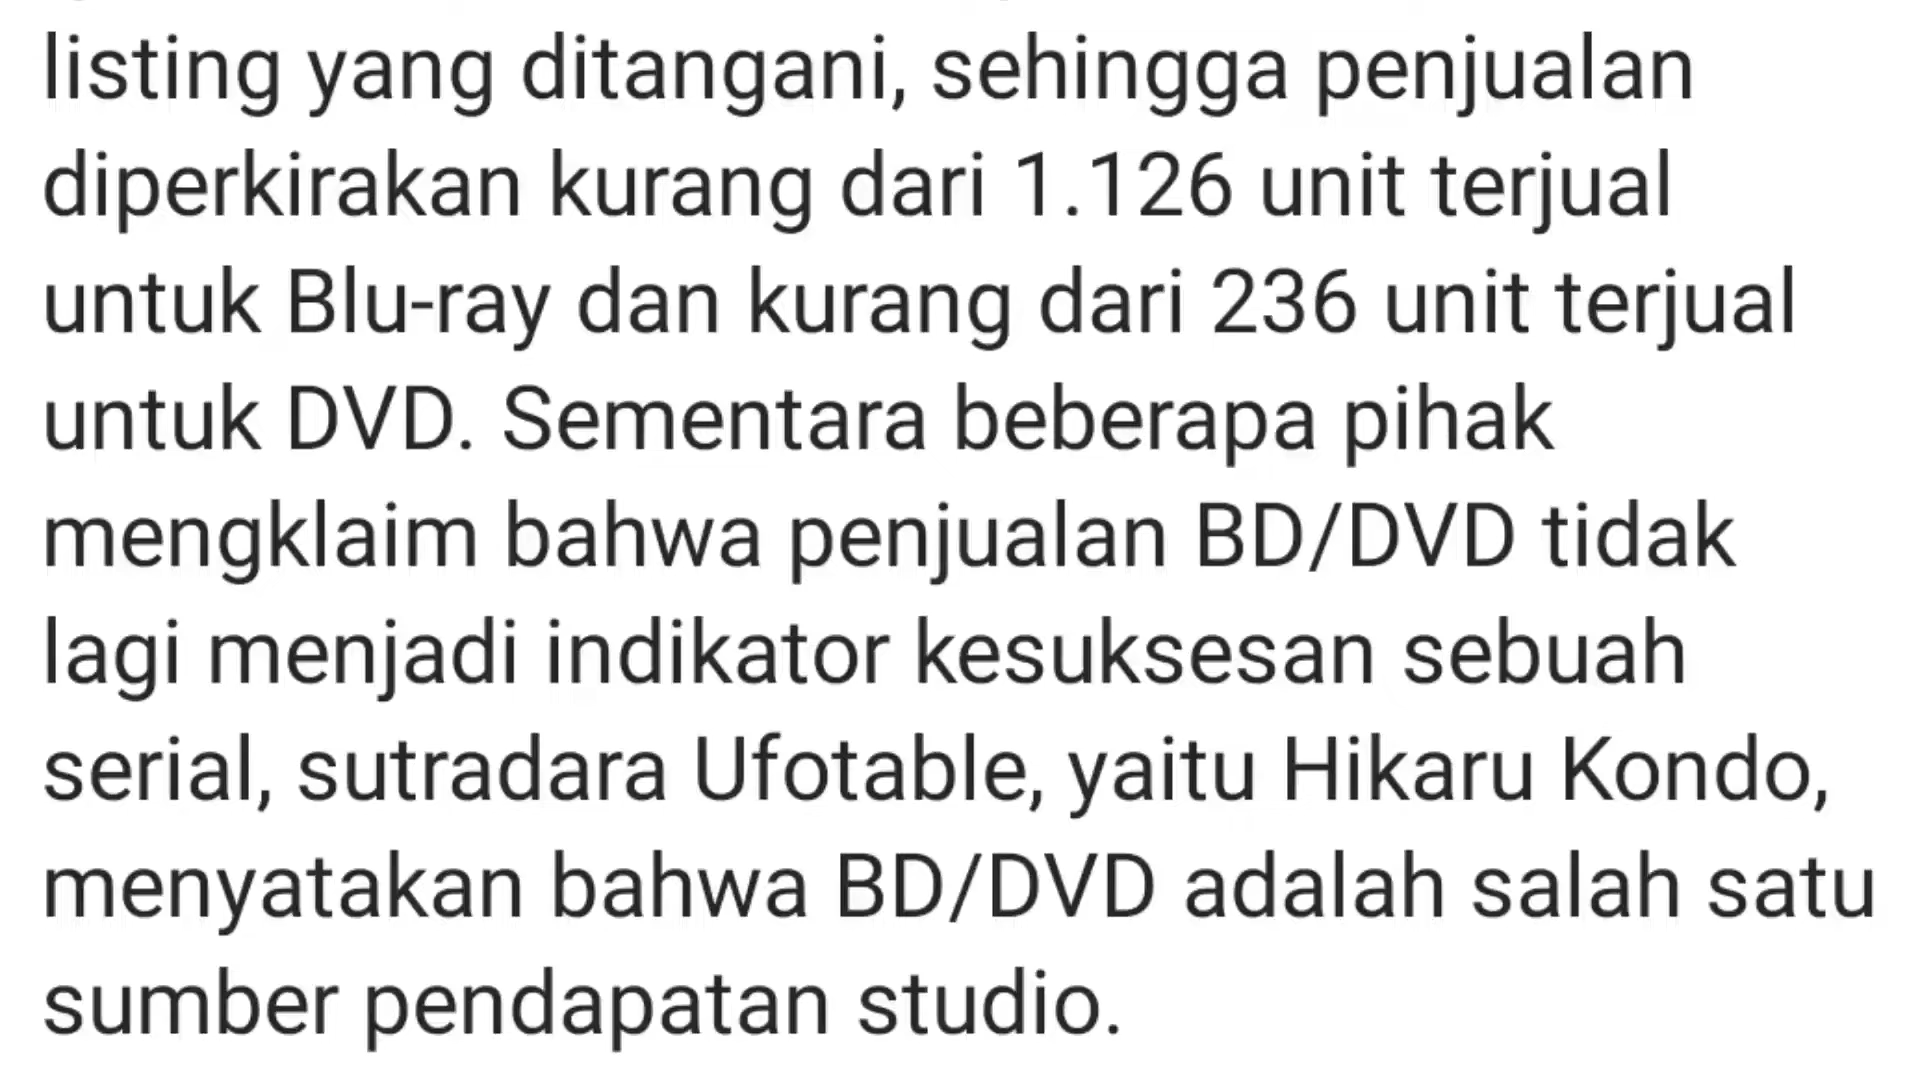 listing yang ditangani, sehingga penjualan
diperkirakan kurang dari 1.126 unit terjual
untuk Blu-ray dan kurang dari 236 unit terjual
untuk DVD. Sementara beberapa pihak
mengklaim bahwa penjualan BD/DVD tidak
lagi menjadi indikator kesuksesan sebuah
serial, sutradara Ufotable, yaitu Hikaru Kondo,
menyatakan bahwa BD/DVD adalah salah satu
sumber pendapatan studio.